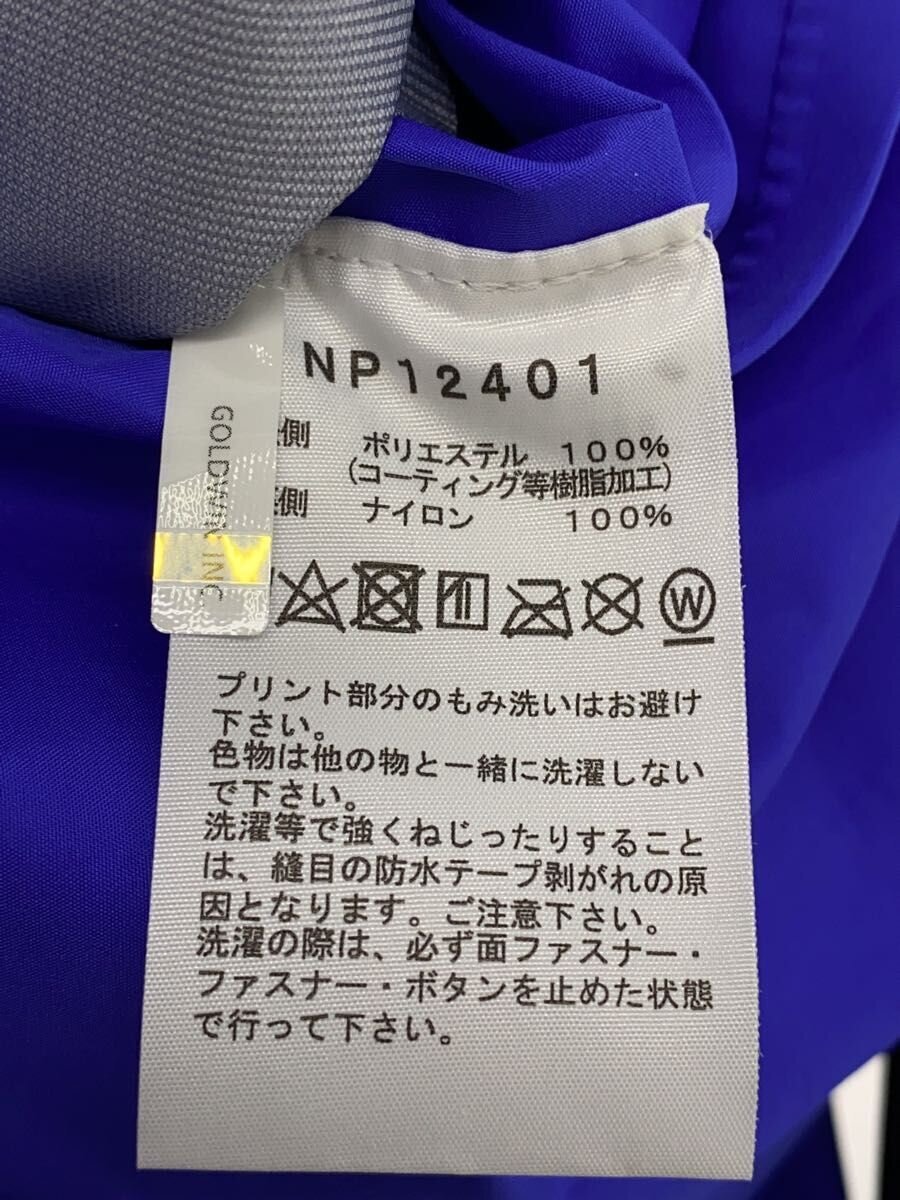 NP12401
側 ポリエステル 100%
(コーティング等樹脂加工)
側 ナイロン 100%
GOLDWIN INC
W
プリント部分のもみ洗いはお避け
下さい。
色物は他の物と一緒に洗濯しない
で下さい。
洗濯等で強くねじったりすること
は、縫目の防水テープ剥がれの原
因となります。ご注意下さい。
洗濯の際は、必ず面ファスナー・
ファスナー・ボタンを止めた状態
で行って下さい。